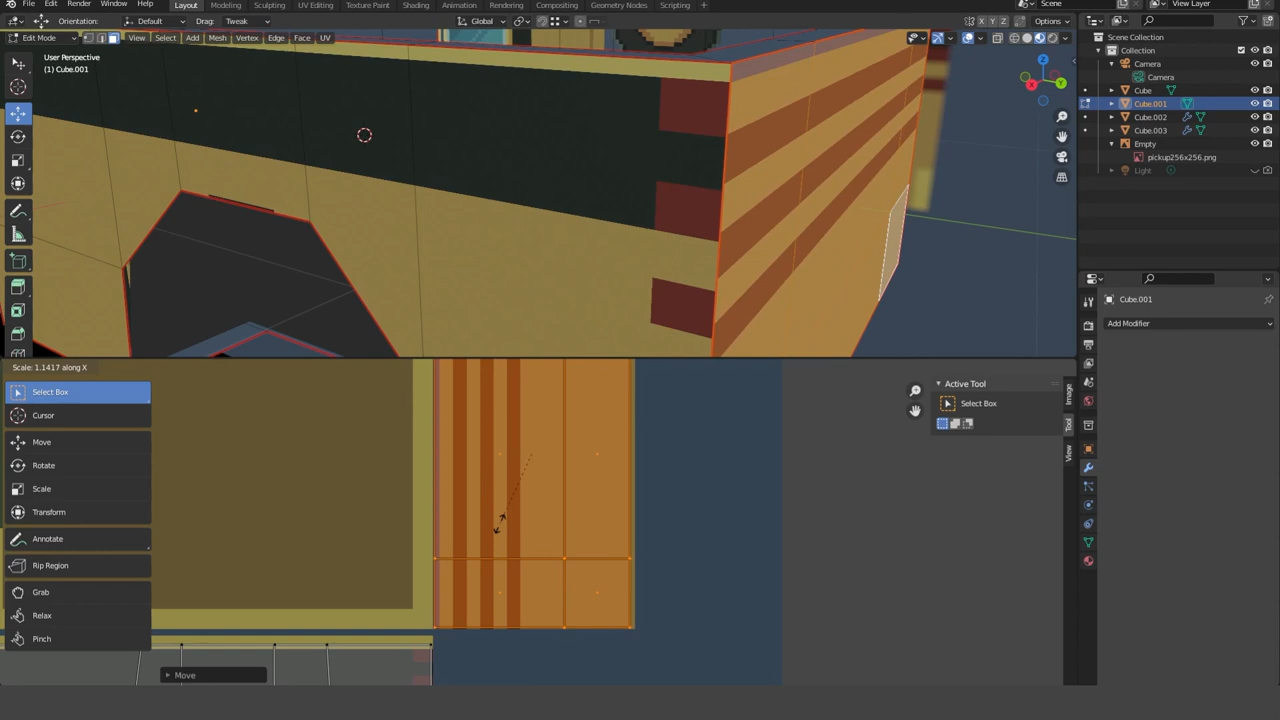 File Edit Render Window Help Layout Modeling Sculpting UV Editing Texture Paint Shading Animation Rendering Compositing Geometry Nodes Scripting Scene View Layer
Orientation: Default Drag: Tweak Global X Y Z Options
Edit Mode View Select Add Mesh Vertex Edge Face UV
User Perspective
(1) Cube.001
Scene Collection
Collection
Camera
Camera
Cube
Cube.001
Cube.002
Cube.003
Empty
pickup256x256.png
Light
Cube.001
Add Modifier
Scale: 1.1417 along X
Select Box
Cursor
Move
Rotate
Scale
Transform
Annotate
Rip Region
Grab
Relax
Pinch
Move
Active Tool
Select Box
Image
Tool
View
X
Y
Z